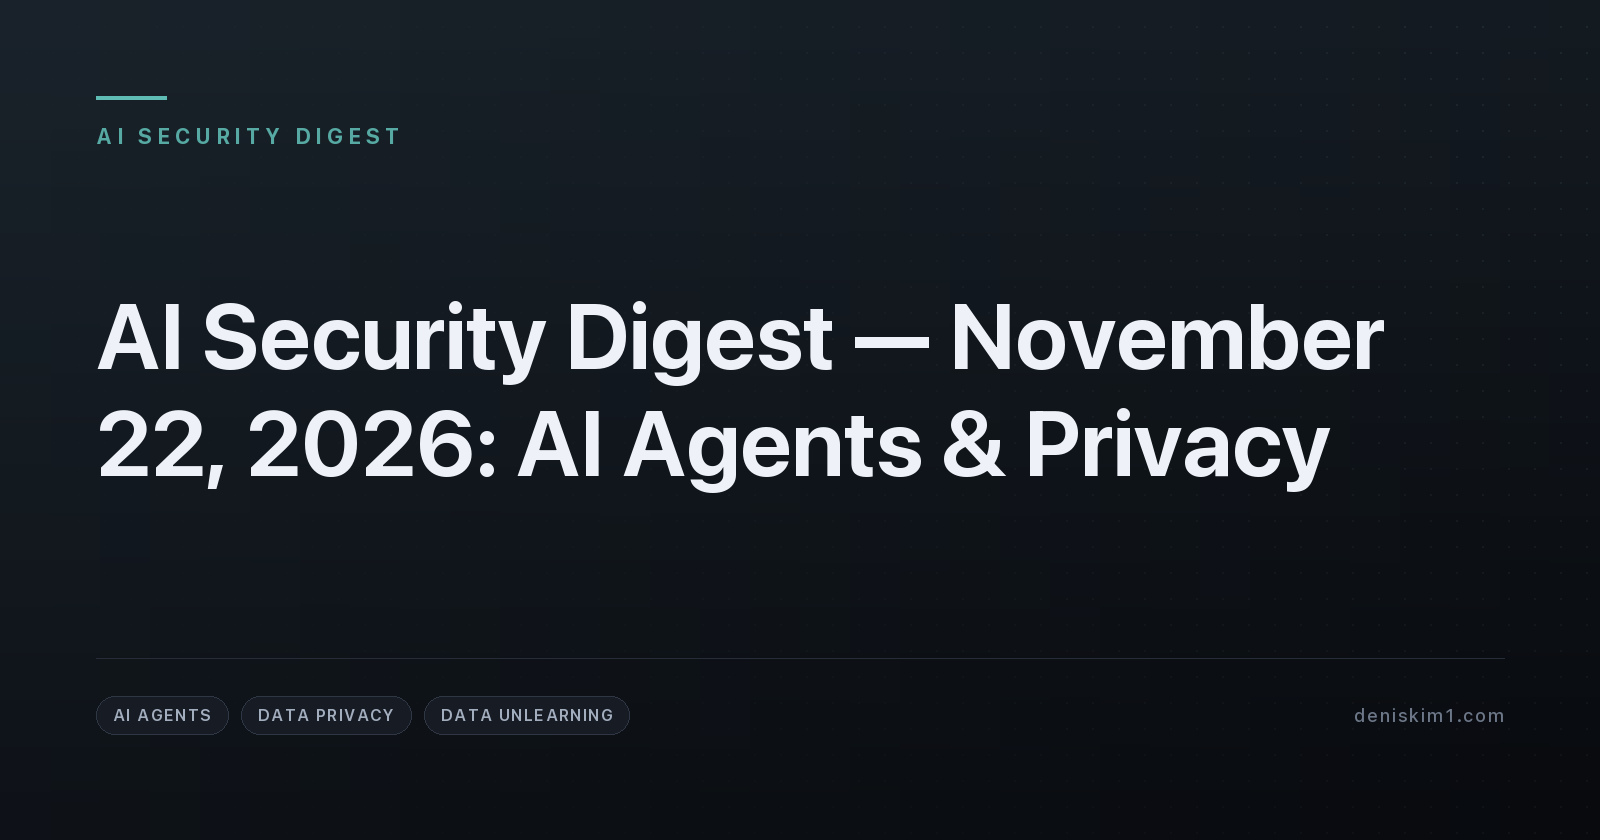 AI SECURITY DIGEST
AI Security Digest — November
22, 2026: AI Agents & Privacy
AI AGENTS
DATA PRIVACY
DATA UNLEARNING
deniskim1.com